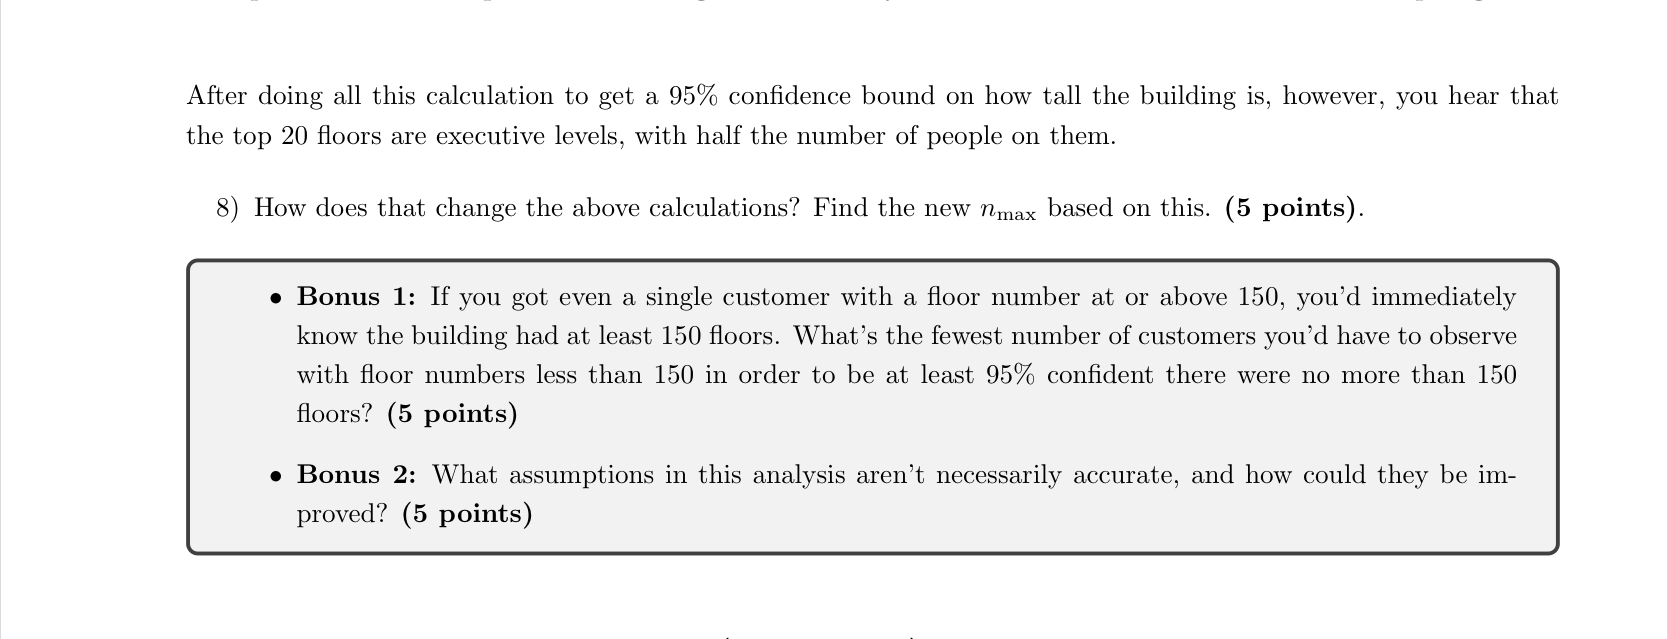 After doing all this calculation to get a 95% confidence bound on how tall the building is, however, you hear that
the top 20 floors are executive levels, with half the number of people on them.
8) How does that change the above calculations? Find the new nmax based on this. (5 points).
• Bonus 1: If you got even a single customer with a floor number at or above 150, you'd immediately
know the building had at least 150 floors. What's the fewest number of customers you'd have to observe
with floor numbers less than 150 in order to be at least 95% confident there were no more than 150
floors? (5 points)
• Bonus 2: What assumptions in this analysis aren't necessarily accurate, and how could they be im-
proved? (5 points)